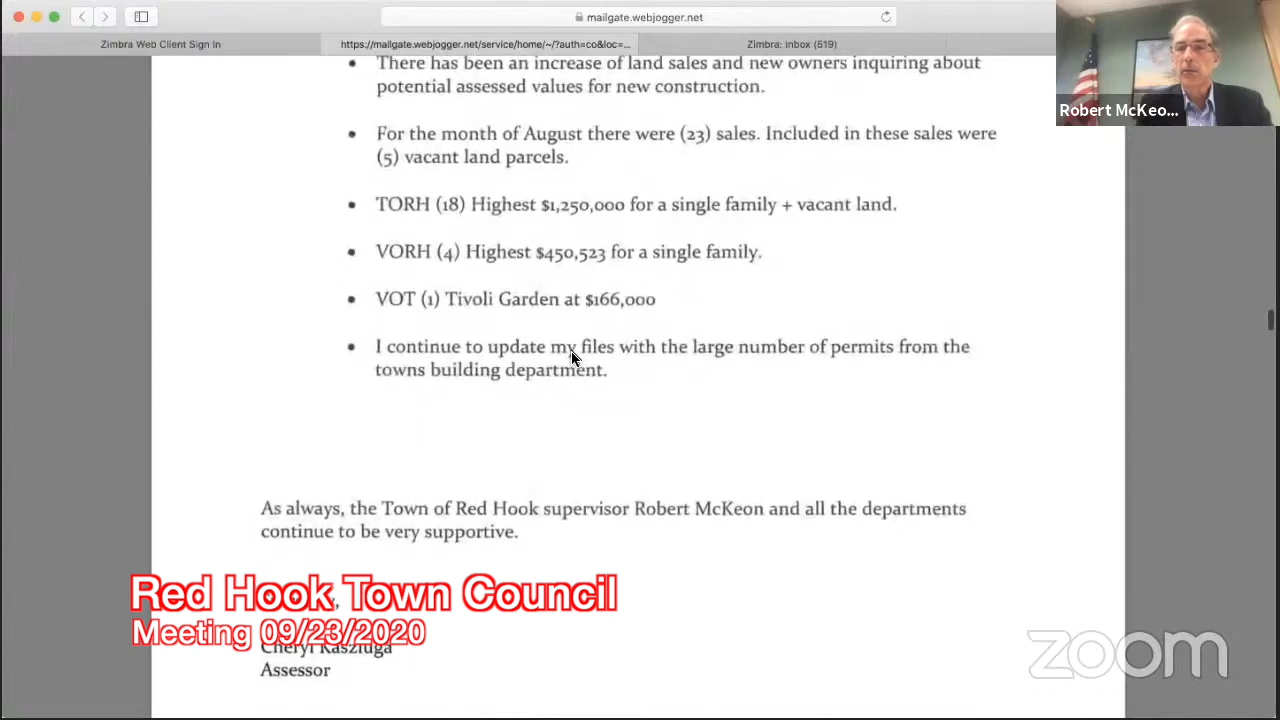 mailgate.webjogger.net
Zimbra Web Client Sign In
https://mailgate.webjogger.net/service/home/~/?auth=co&loc=...
Zimbra: Inbox (519)
Robert McKeo...
There has been an increase of land sales and new owners inquiring about
potential assessed values for new construction.
For the month of August there were (23) sales. Included in these sales were
(5) vacant land parcels.
TORH (18) Highest $1,250,000 for a single family + vacant land.
VORH (4) Highest $450,523 for a single family.
VOT (1) Tivoli Garden at $166,000
I continue to update my files with the large number of permits from the
towns building department.
As always, the Town of Red Hook supervisor Robert McKeon and all the departments
continue to be very supportive.
Red Hook Town Council
Meeting 09/23/2020
Cheryl Kaszluga
Assessor
zoom